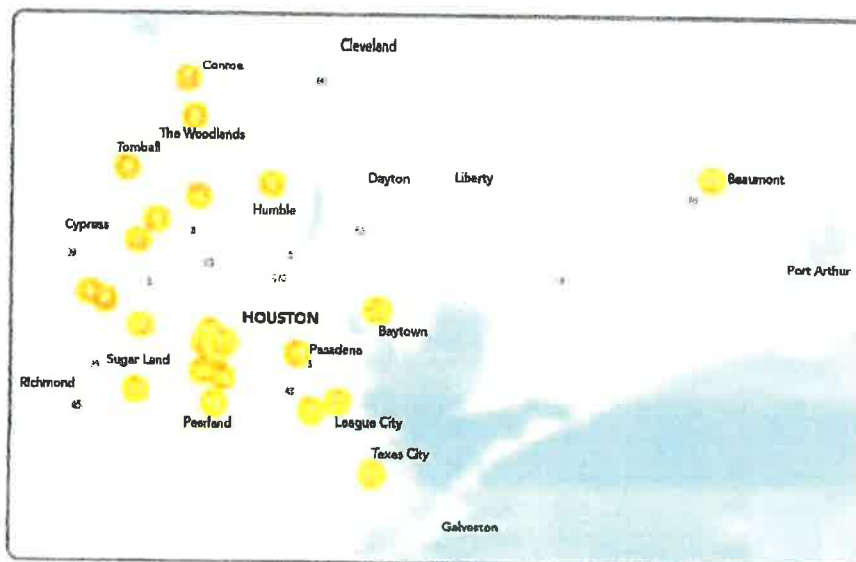 Cleveland
Conroe
The Woodlands
Tomball
Dayton
Liberty
Beaumont
Humble
Cypress
Port Arthur
HOUSTON
Baytown
Pasadena
Sugar Land
Richmond
Pearland
League City
Texas City
Galveston